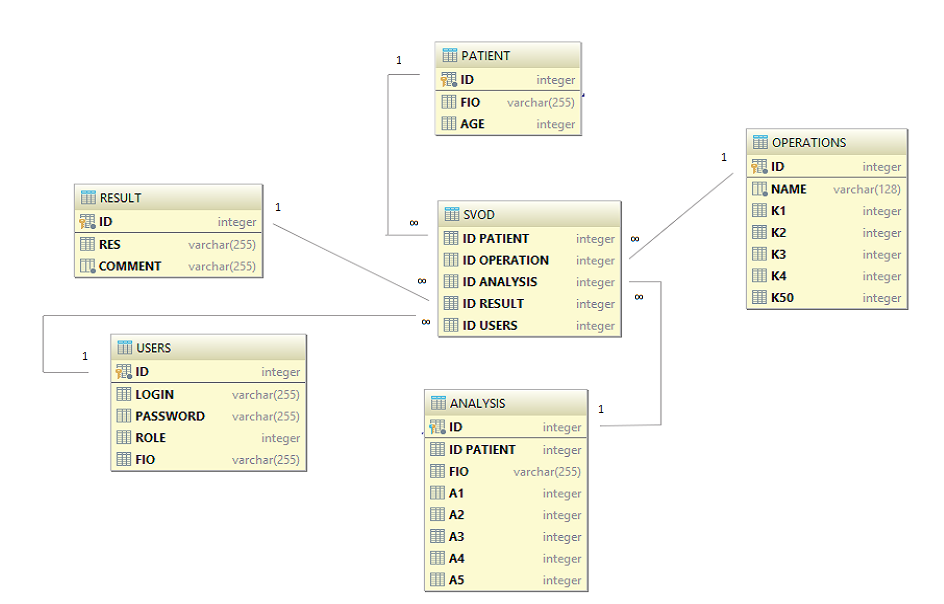 1
PATIENT
ID integer
FIO varchar(255)
AGE integer
1
OPERATIONS
ID integer
NAME varchar(128)
K1 integer
K2 integer
K3 integer
K4 integer
K50 integer
RESULT
ID integer
RES varchar(255)
COMMENT varchar(255)
1
∞
SVOD
ID PATIENT integer
ID OPERATION integer
ID ANALYSIS integer
ID RESULT integer
ID USERS integer
∞
∞
∞
∞
1
USERS
ID integer
LOGIN varchar(255)
PASSWORD varchar(255)
ROLE integer
FIO varchar(255)
ANALYSIS
ID integer
ID PATIENT integer
FIO varchar(255)
A1 integer
A2 integer
A3 integer
A4 integer
A5 integer
1